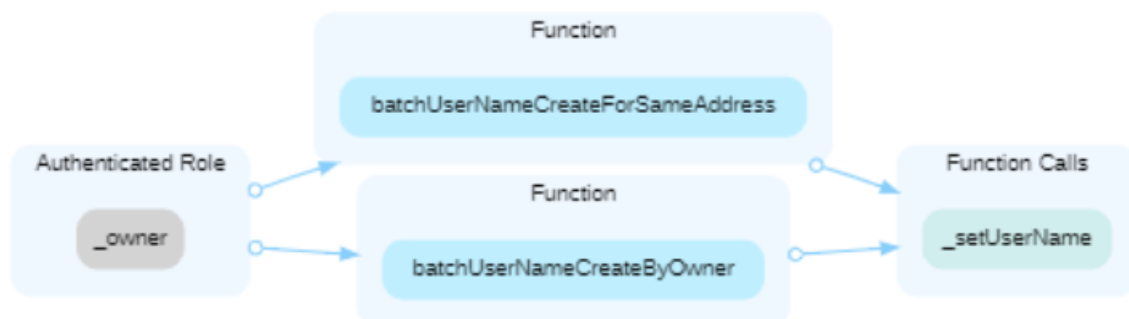 Function
batchUserNameCreateForSameAddress
Authenticated Role
_owner
Function
batchUserNameCreateByOwner
Function Calls
_setUserName